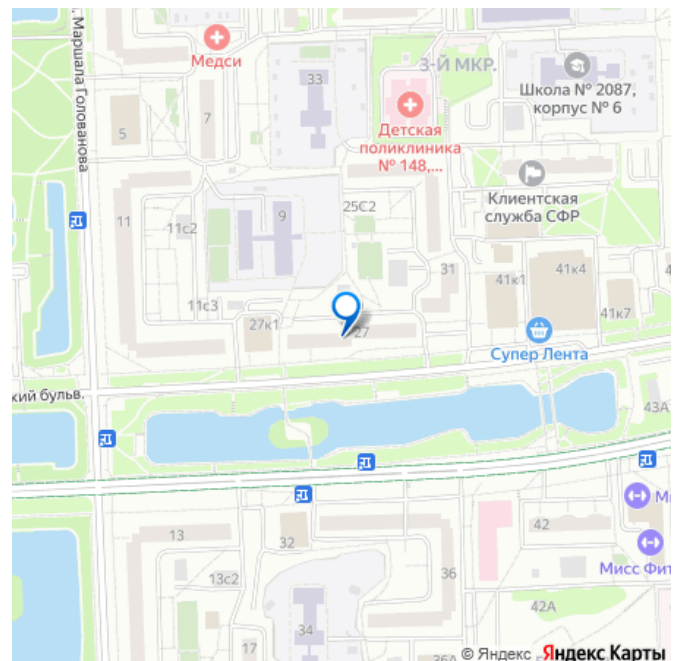 . Маршала Голованова
Медси
3-Й МКР.
33
7
5
Школа № 2087,
корпус № 6
Детская
поликлиника
№ 148,...
Клиентская
служба СФР
25С2
11
11с2
9
31
41к1
41к4
11с3
27к1
27
41к7
Супер Лента
кий бульв.
43А
13
32
42
13с2
36
Мисс Фит
42А
17
34
36А
© Яндекс
Яндекс Карты